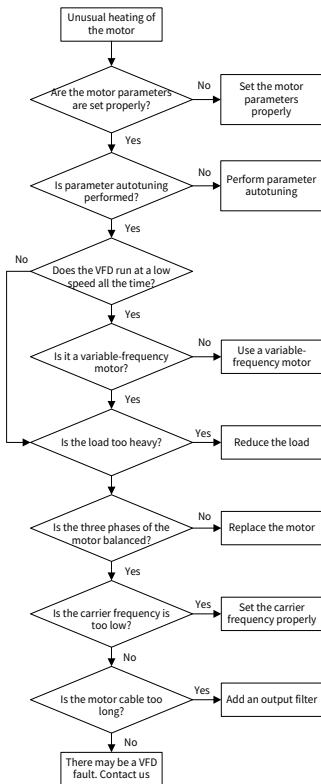 Unusual heating of
the motor
Are the motor parameters
are set properly?
No
Set the motor
parameters
properly
Yes
Is parameter autotuning
performed?
No
Perform parameter
autotuning
Yes
No
Does the VFD run at a low
speed all the time?
Yes
Is it a variable-frequency
motor?
No
Use a variable-
frequency motor
Yes
Is the load too heavy?
Yes
Reduce the load
Is the three phases of the
motor balanced?
No
Replace the motor
Yes
Is the carrier frequency is
too low?
Yes
Set the carrier
frequency properly
No
Is the motor cable too
long?
Yes
Add an output filter
No
There may be a VFD
fault. Contact us